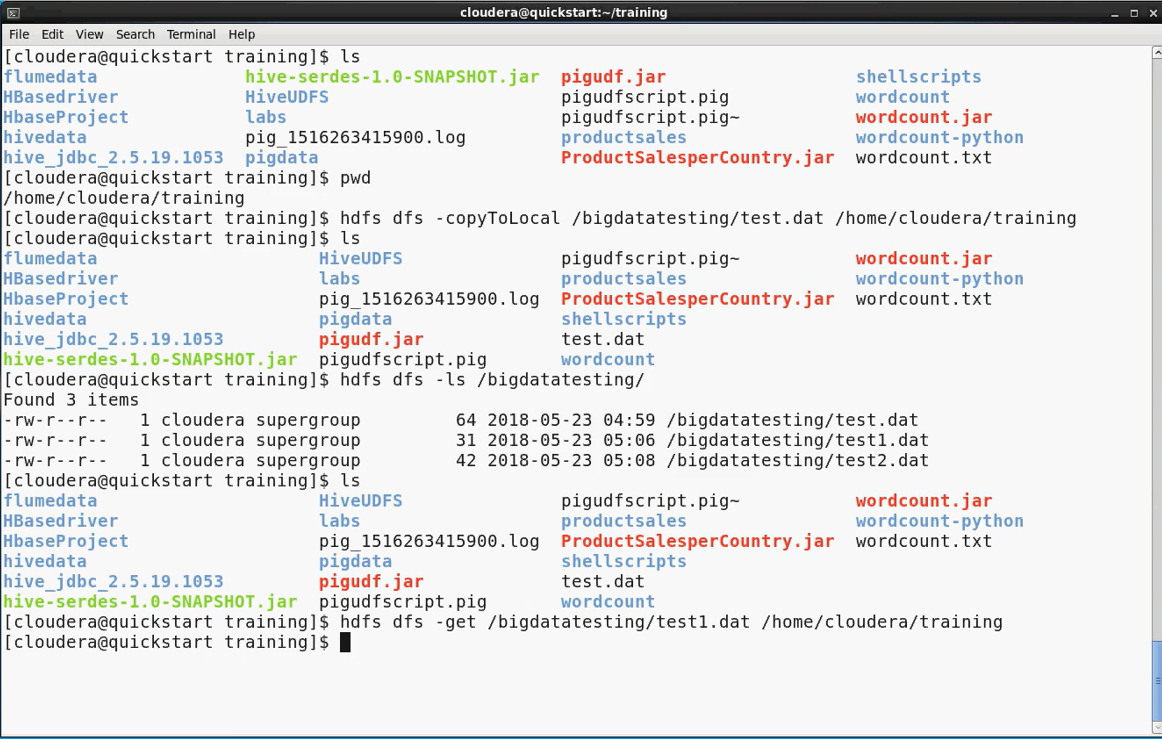 cloudera@quickstart:~/training
File Edit View Search Terminal Help
[cloudera@quickstart training]$ ls
flumedata hive-serdes-1.0-SNAPSHOT.jar pigudf.jar shellscripts
HBasedriver HiveUDFS pigudfscript.pig wordcount
HbaseProject labs pigudfscript.pig~ wordcount.jar
hivedata pig_1516263415900.log productsales wordcount-python
hive_jdbc_2.5.19.1053 pigdata ProductSalesperCountry.jar wordcount.txt
[cloudera@quickstart training]$ pwd
/home/cloudera/training
[cloudera@quickstart training]$ hdfs dfs -copyToLocal /bigdatatesting/test.dat /home/cloudera/training
[cloudera@quickstart training]$ ls
flumedata HiveUDFS pigudfscript.pig~ wordcount.jar
HBasedriver labs productsales wordcount-python
HbaseProject pig_1516263415900.log ProductSalesperCountry.jar wordcount.txt
hivedata pigdata shellscripts
hive_jdbc_2.5.19.1053 pigudf.jar test.dat
hive-serdes-1.0-SNAPSHOT.jar pigudfscript.pig wordcount
[cloudera@quickstart training]$ hdfs dfs -ls /bigdatatesting/
Found 3 items
-rw-r--r-- 1 cloudera supergroup 64 2018-05-23 04:59 /bigdatatesting/test.dat
-rw-r--r-- 1 cloudera supergroup 31 2018-05-23 05:06 /bigdatatesting/test1.dat
-rw-r--r-- 1 cloudera supergroup 42 2018-05-23 05:08 /bigdatatesting/test2.dat
[cloudera@quickstart training]$ ls
flumedata HiveUDFS pigudfscript.pig~ wordcount.jar
HBasedriver labs productsales wordcount-python
HbaseProject pig_1516263415900.log ProductSalesperCountry.jar wordcount.txt
hivedata pigdata shellscripts
hive_jdbc_2.5.19.1053 pigudf.jar test.dat
hive-serdes-1.0-SNAPSHOT.jar pigudfscript.pig wordcount
[cloudera@quickstart training]$ hdfs dfs -get /bigdatatesting/test1.dat /home/cloudera/training
[cloudera@quickstart training]$